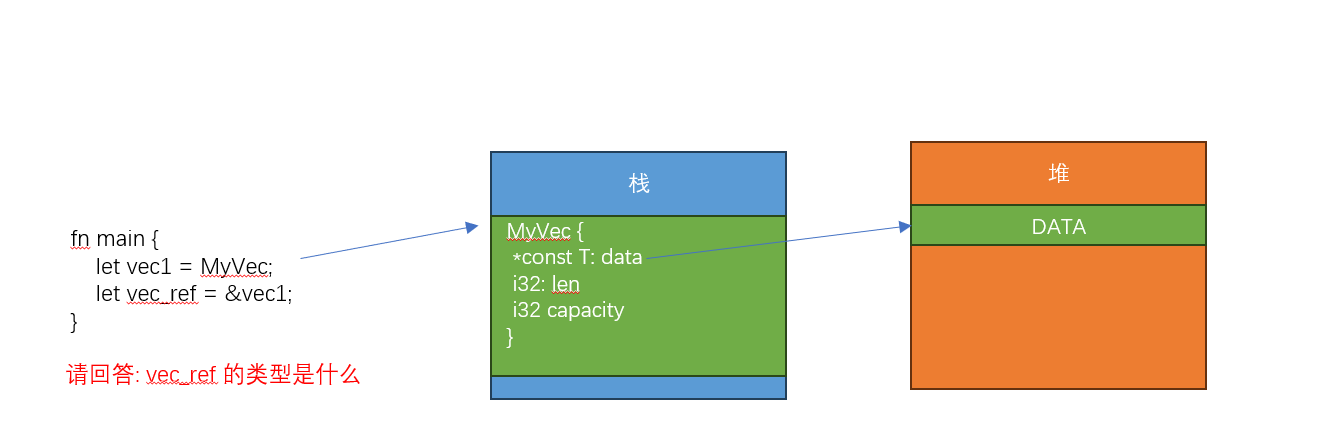 fn main {
let vec1 = MyVec;
let vec_ref = &vec1;
}
请回答: vec_ref 的类型是什么
栈
MyVec {
*const T: data
i32: len
i32 capacity
}
堆
DATA